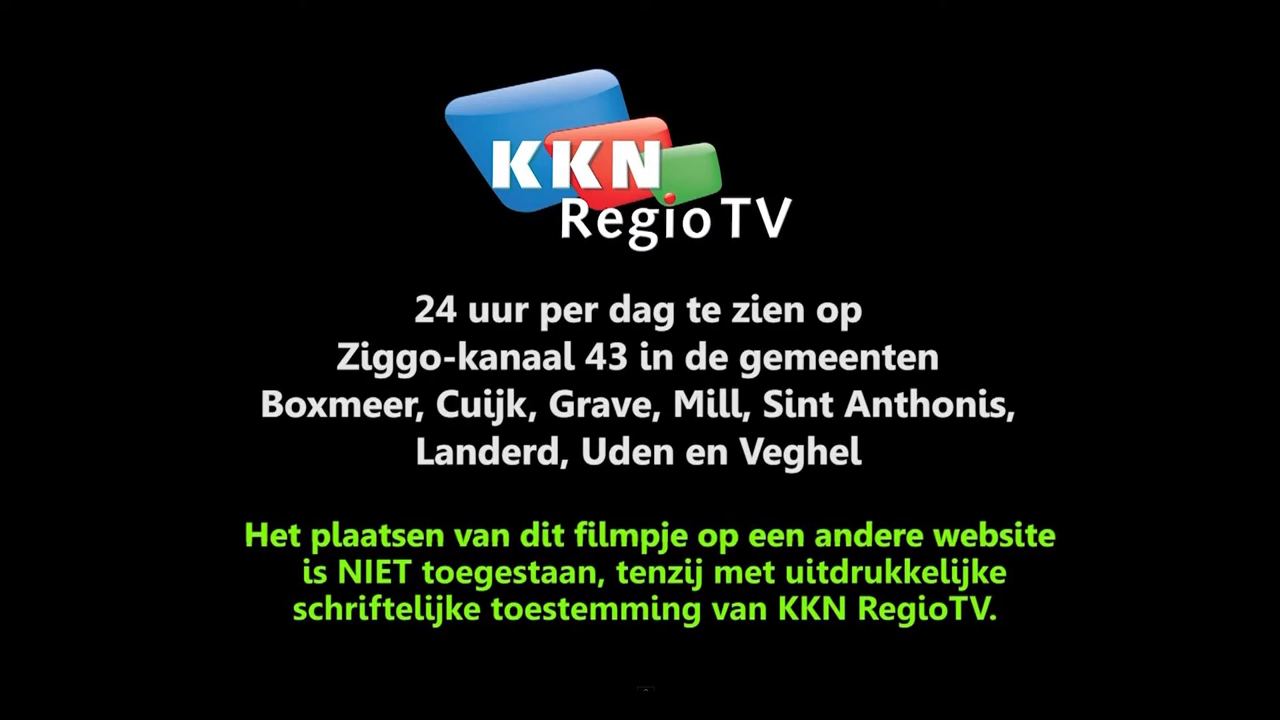 KKN
RegioTV
24 uur per dag te zien op
Ziggo-kanaal 43 in de gemeenten
Boxmeer, Cuijk, Grave, Mill, Sint Anthonis,
Landerd, Uden en Veghel
Het plaatsen van dit filmpje op een andere website
is NIET toegestaan, tenzij met uitdrukkelijke
schriftelijke toestemming van KKN RegioTV.